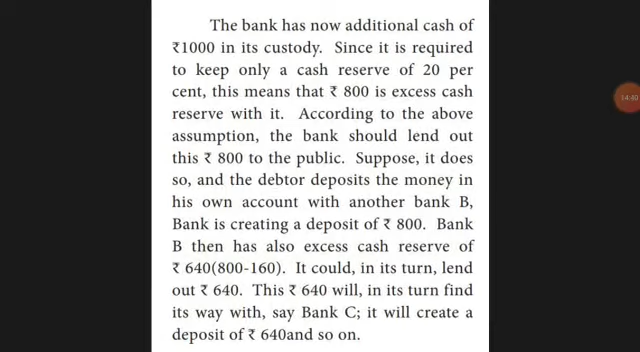 The bank has now additional cash of
₹1000 in its custody. Since it is required
to keep only a cash reserve of 20 per
cent, this means that ₹ 800 is excess cash
reserve with it. According to the above
assumption, the bank should lend out
this ₹ 800 to the public. Suppose, it does
so, and the debtor deposits the money in
his own account with another bank B,
Bank is creating a deposit of ₹ 800. Bank
B then has also excess cash reserve of
₹ 640(800-160). It could, in its turn, lend
out ₹ 640. This ₹ 640 will, in its turn find
its way with, say Bank C; it will create a
deposit of ₹ 640and so on.
14:40